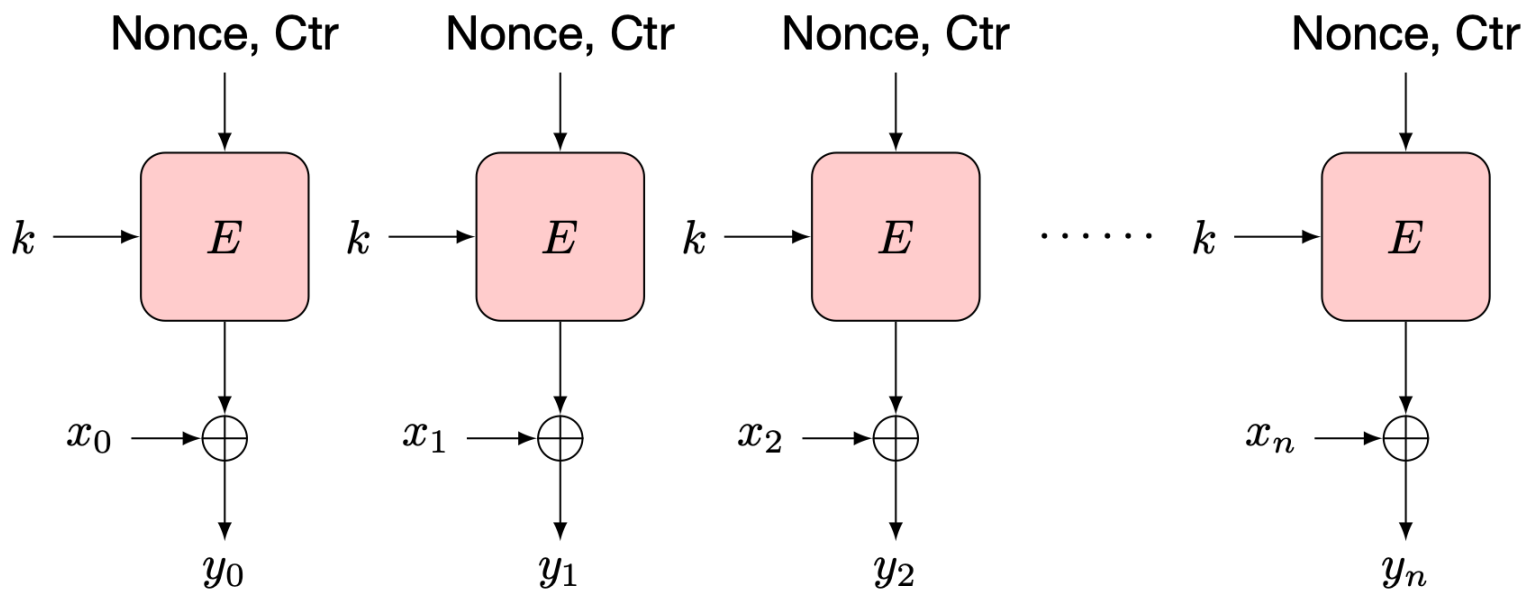 Nonce, Ctr Nonce, Ctr Nonce, Ctr Nonce, Ctr
k E k E k E ...... k E
x₀ x₁ x₂ xₙ
y₀ y₁ y₂ yₙ